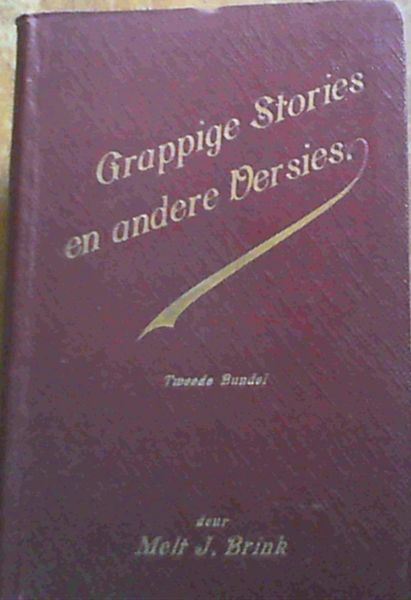 Grappige Stories
en andere Versies.
Tweede Bundel
deur
Melt J. Brink